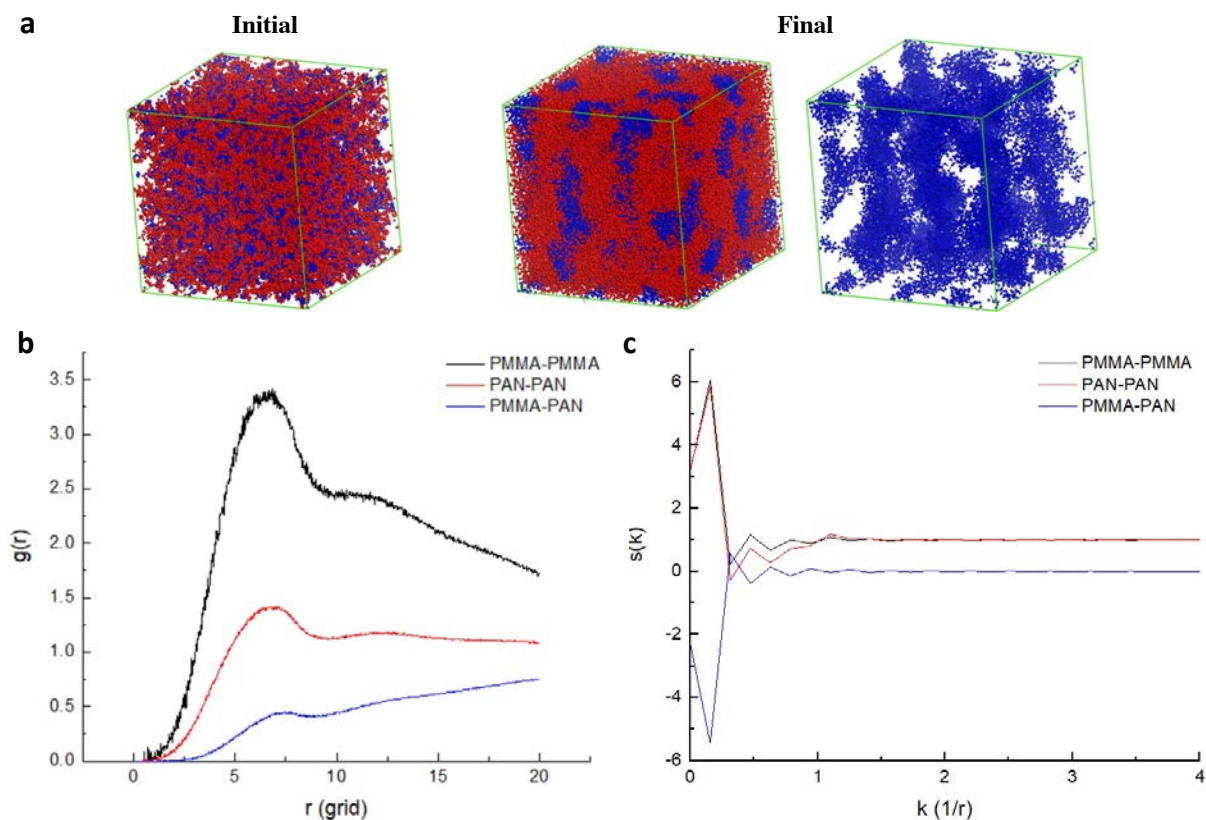 a
Initial
Final
b
PMMA-PMMA
PAN-PAN
PMMA-PAN
3.5
3.0
2.5
2.0
1.5
1.0
0.5
0.0
g(r)
0 5 10 15 20
r (grid)
c
PMMA-PMMA
PAN-PAN
PMMA-PAN
6
4
2
0
-2
-4
-6
s(k)
0 1 2 3 4
k (1/r)